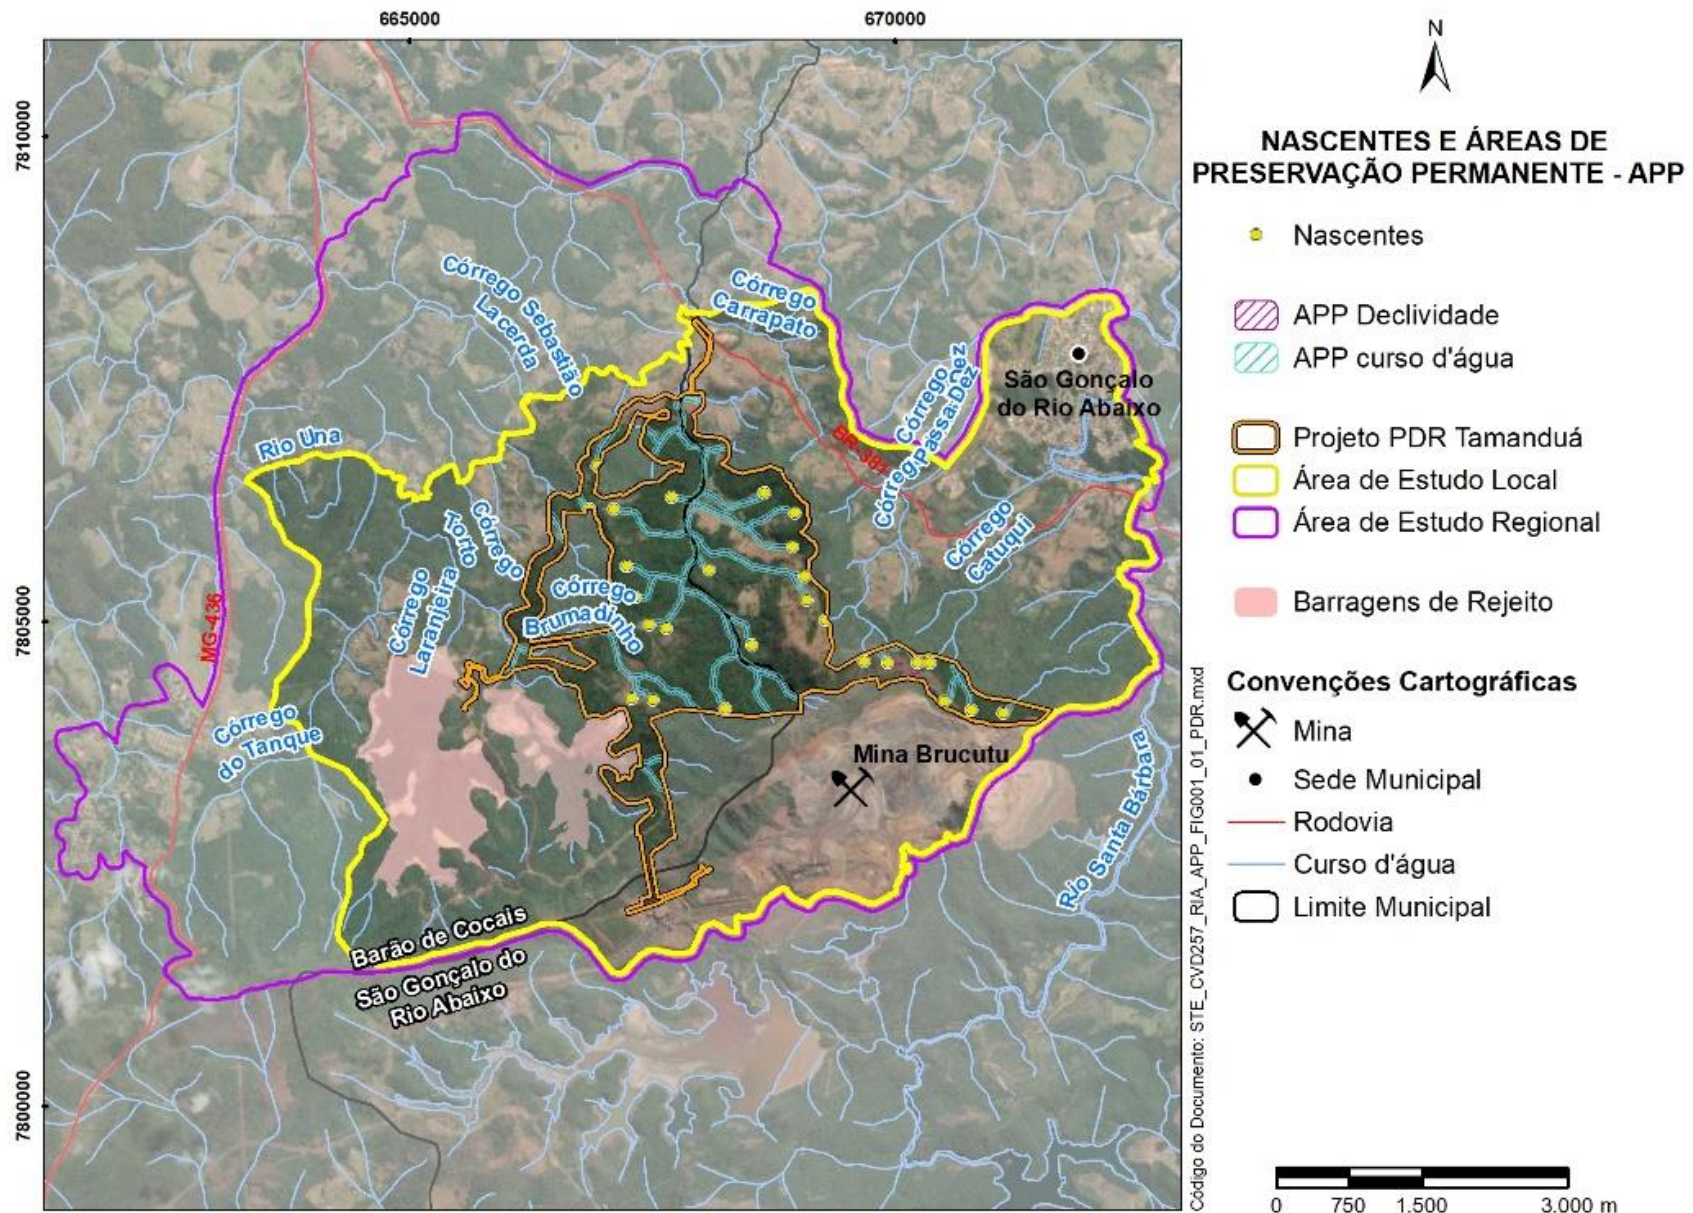 665000
670000
7810000
7805000
7800000
Córrego Sebastião
Lacerda
Córrego
Carrapato
São Gonçalo
do Rio Abaixo
Córrego
Passa Dez
Córrego Passa Dez
BR-381
Rio Una
Córrego
Torto
Córrego
Laranjeira
Córrego
Brumadinho
Córrego
Catuqui
MG-436
Córrego
do Tanque
Mina Brucutu
Rio Santa Bárbara
Barão de Cocais
São Gonçalo do
Rio Abaixo
Código do Documento: STE_CVD257_RIA_APP_FIG001_01_PDR.mxd
N
NASCENTES E ÁREAS DE
PRESERVAÇÃO PERMANENTE - APP
Nascentes
APP Declividade
APP curso d'água
Projeto PDR Tamanduá
Área de Estudo Local
Área de Estudo Regional
Barragens de Rejeito
Convenções Cartográficas
Mina
Sede Municipal
Rodovia
Curso d'água
Limite Municipal
0 750 1.500 3.000 m